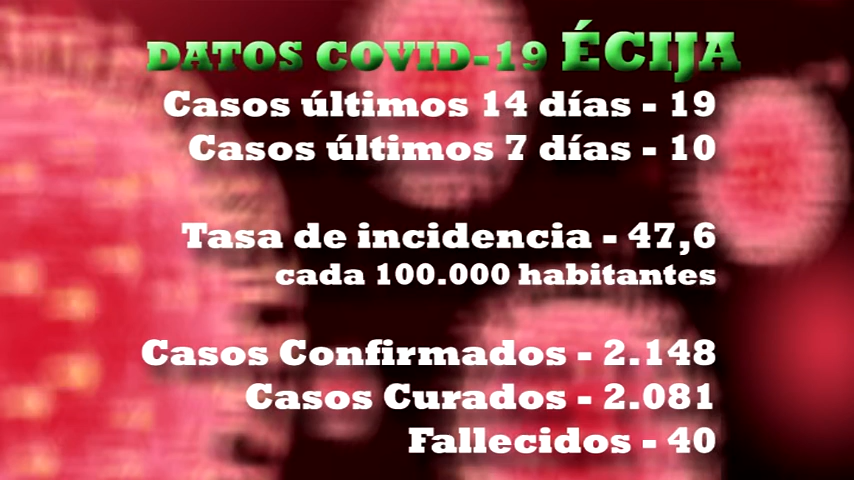 DATOS COVID-19 ÉCIJA
Casos últimos 14 días - 19
Casos últimos 7 días - 10
Tasa de incidencia - 47,6
cada 100.000 habitantes
Casos Confirmados - 2.148
Casos Curados - 2.081
Fallecidos - 40